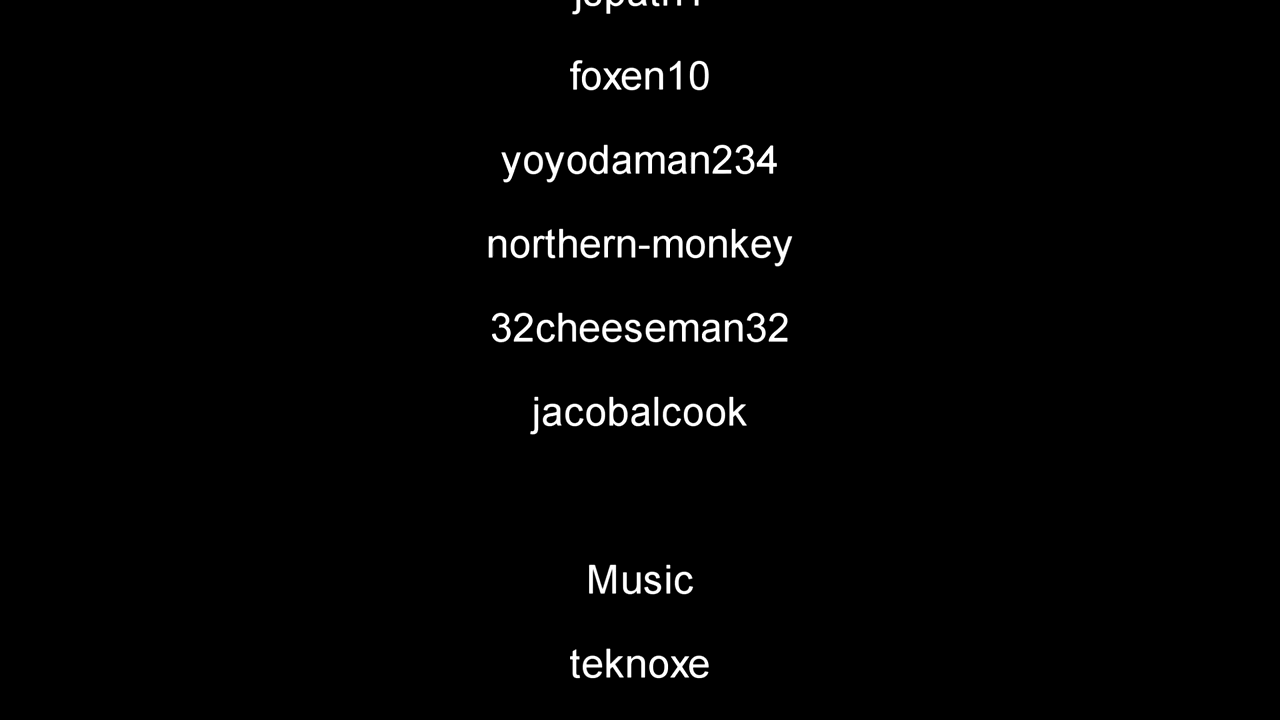 foxen10
yoyodaman234
northern-monkey
32cheeseman32
jacobalcook
Music
teknoxe